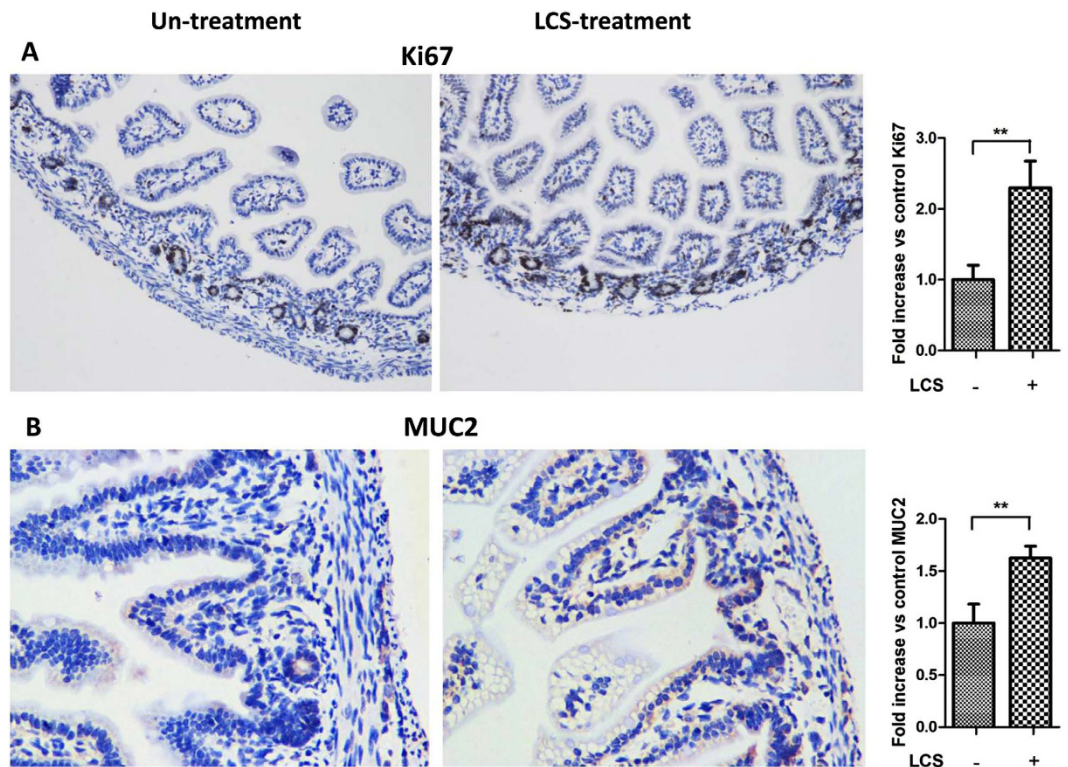 Un-treatment LCS-treatment
A Ki67
Fold increase vs control Ki67
3.0
2.0
1.0
0.0
**
LCS - +
B MUC2
Fold increase vs control MUC2
2.0
1.5
1.0
0.5
0.0
**
LCS - +